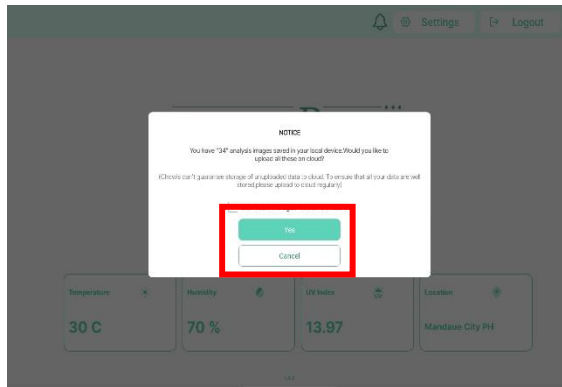 Settings
Logout
NOTICE
You have "34" analysis images saved in your local device.Would you like to
upload all these on cloud?
(Chowis can't guarantee storage of an uploaded data to cloud. To ensure that all your data are well
stored,please upload to cloud regularly)
Yes
Cancel
Temperature
Humidity
UV Index
Location
30 C
70 %
13.97
Mandaue City PH